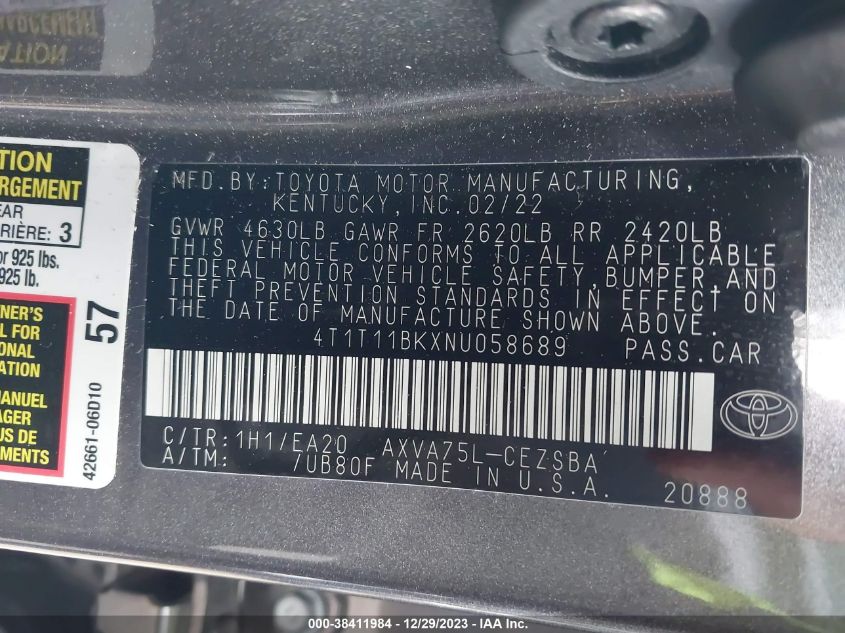 NOIT
TION
RGEMENT
EAR
RRIÈRE: 3
or 925 lbs.
925 lb.
NER'S
L FOR
ONAL
ATION
MANUEL
AGER
US DE
EMENTS
57
42661-06D10
MFD. BY: TOYOTA MOTOR MANUFACTURING,
KENTUCKY, INC. 02/22
GVWR 4630LB GAWR FR 2620LB RR 2420LB
THIS VEHICLE CONFORMS TO ALL APPLICABLE
FEDERAL MOTOR VEHICLE SAFETY, BUMPER, AND
THEFT PREVENTION STANDARDS IN EFFECT ON
THE DATE OF MANUFACTURE SHOWN ABOVE.
4T1T11BKXNU058689 PASS. CAR
C/TR: 1H1/EA20 AXVA75L-CEZSBA
A/TM: /UB80F MADE IN U.S.A.
20888
000-38411984 - 12/29/2023 - IAA Inc.